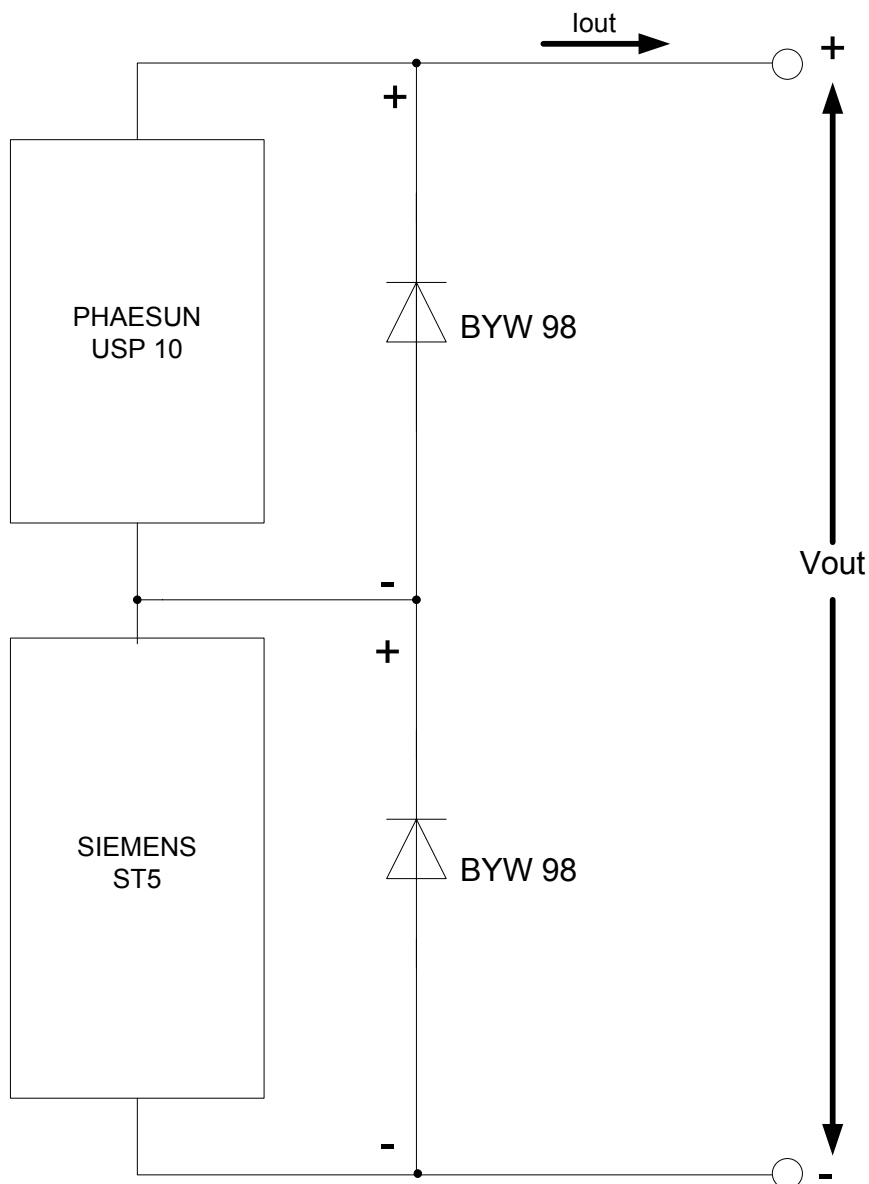 Iout
+
+
PHAESUN
USP 10
BYW 98
Vout
-
+
SIEMENS
ST5
BYW 98
-
-